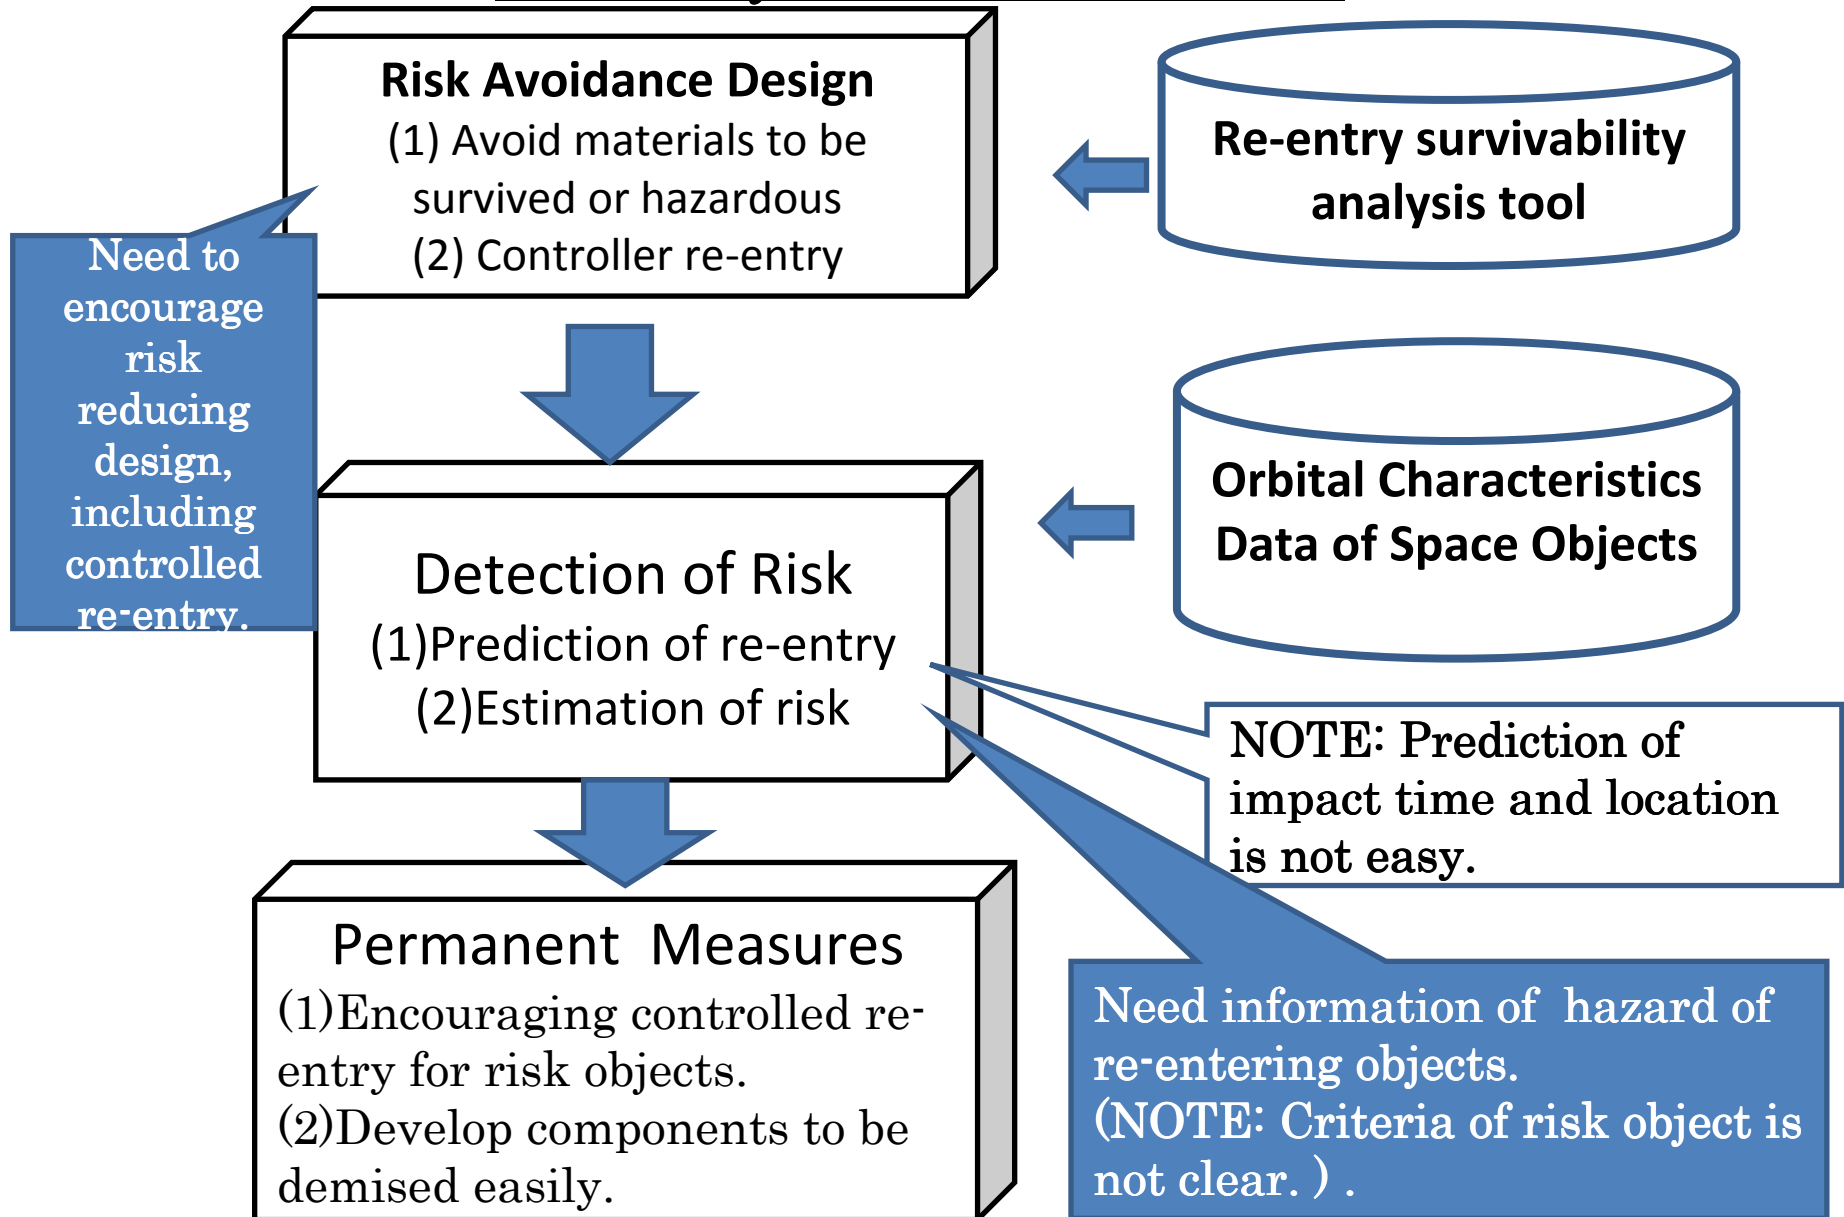 Risk Avoidance Design
(1) Avoid materials to be
survived or hazardous
(2) Controller re-entry
Re-entry survivability
analysis tool
Need to
encourage
risk
reducing
design,
including
controlled
re-entry.
Orbital Characteristics
Data of Space Objects
Detection of Risk
(1)Prediction of re-entry
(2)Estimation of risk
NOTE: Prediction of
impact time and location
is not easy.
Permanent  Measures
(1)Encouraging controlled re-
entry for risk objects.
(2)Develop components to be
demised easily.
Need information of  hazard of
re-entering objects.
(NOTE: Criteria of risk object is
not clear. ) .